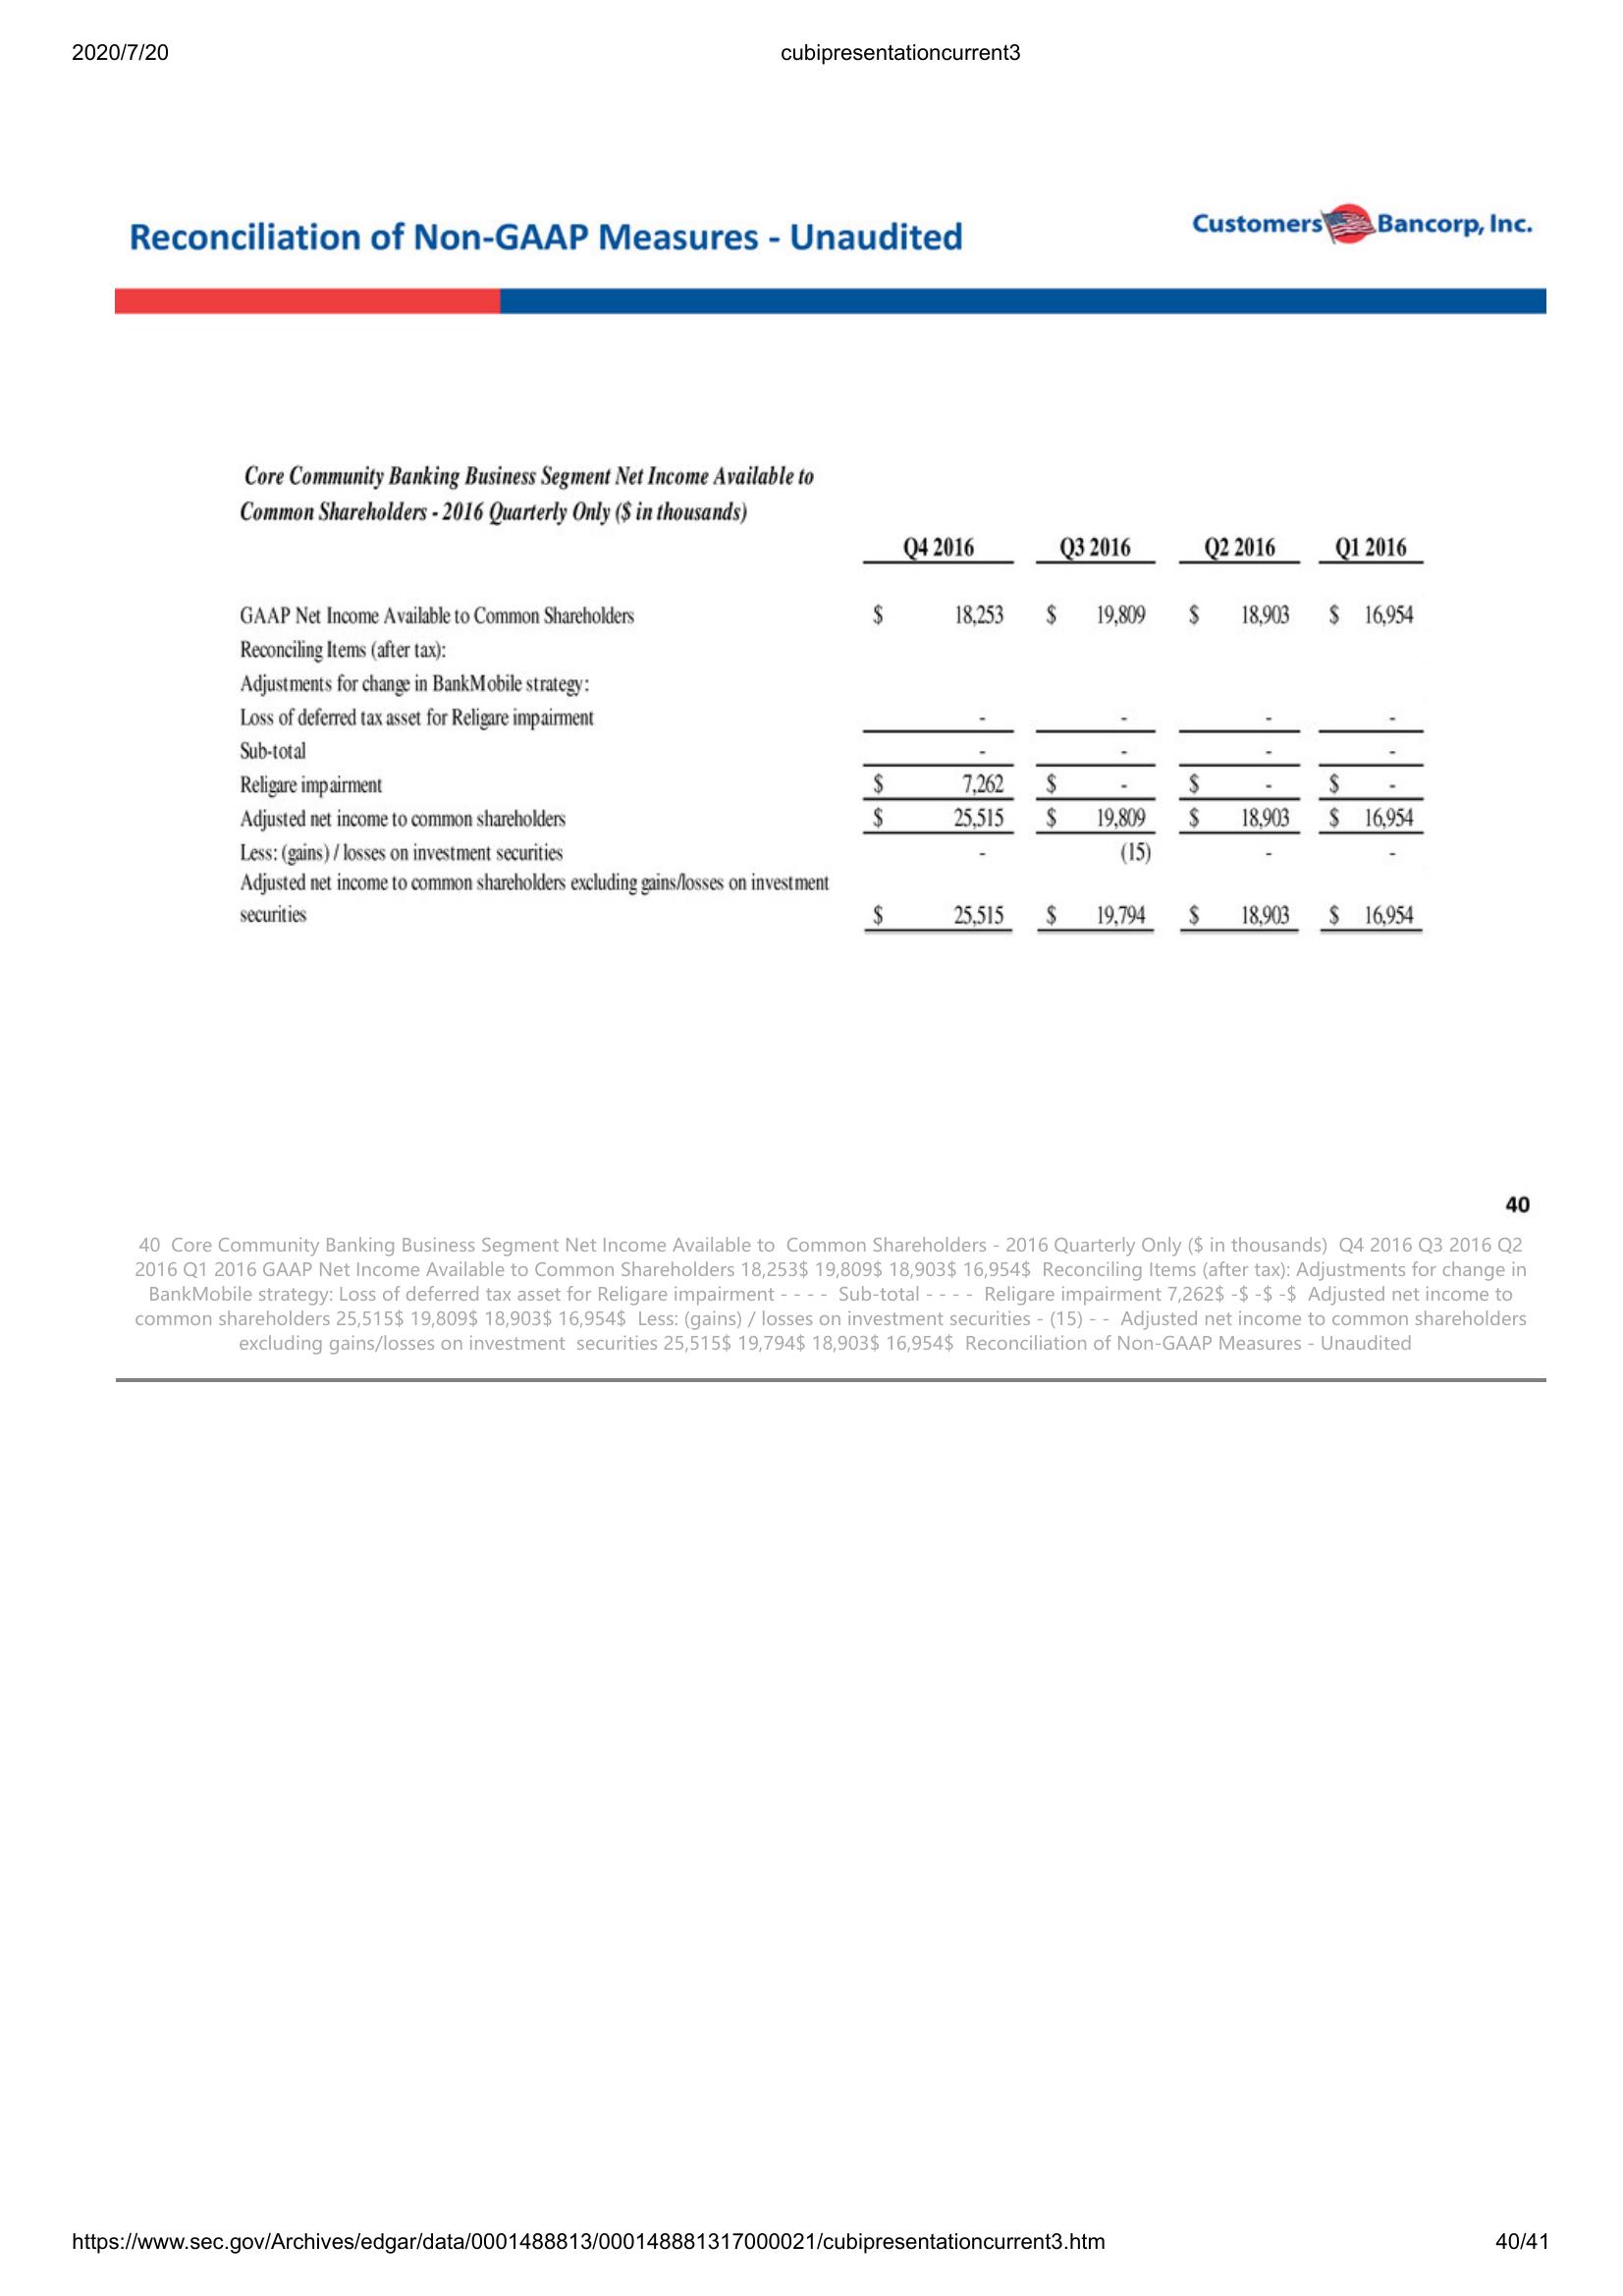 2020/7/20 cubipresentationcurrent3
Reconciliation of Non-GAAP Measures - Unaudited
Customers Bancorp, Inc.
Core Community Banking Business Segment Net Income Available to
Common Shareholders - 2016 Quarterly Only ($ in thousands)
Q4 2016 Q3 2016 Q2 2016 Q1 2016
GAAP Net Income Available to Common Shareholders $ 18,253 $ 19,809 $ 18,903 $ 16,954
Reconciling Items (after tax):
Adjustments for change in BankMobile strategy:
Loss of deferred tax asset for Religare impairment - - - -
Sub-total - - - -
Religare impairment $ 7,262 $ - $ - $ -
Adjusted net income to common shareholders $ 25,515 $ 19,809 $ 18,903 $ 16,954
Less: (gains) / losses on investment securities - (15) - -
Adjusted net income to common shareholders excluding gains/losses on investment
securities $ 25,515 $ 19,794 $ 18,903 $ 16,954
40
40 Core Community Banking Business Segment Net Income Available to Common Shareholders - 2016 Quarterly Only ($ in thousands) Q4 2016 Q3 2016 Q2
2016 Q1 2016 GAAP Net Income Available to Common Shareholders 18,253$ 19,809$ 18,903$ 16,954$ Reconciling Items (after tax): Adjustments for change in
BankMobile strategy: Loss of deferred tax asset for Religare impairment - - - - Sub-total - - - - Religare impairment 7,262$ -$ -$ -$ Adjusted net income to
common shareholders 25,515$ 19,809$ 18,903$ 16,954$ Less: (gains) / losses on investment securities - (15) - - Adjusted net income to common shareholders
excluding gains/losses on investment securities 25,515$ 19,794$ 18,903$ 16,954$ Reconciliation of Non-GAAP Measures - Unaudited
https://www.sec.gov/Archives/edgar/data/0001488813/000148881317000021/cubipresentationcurrent3.htm 40/41